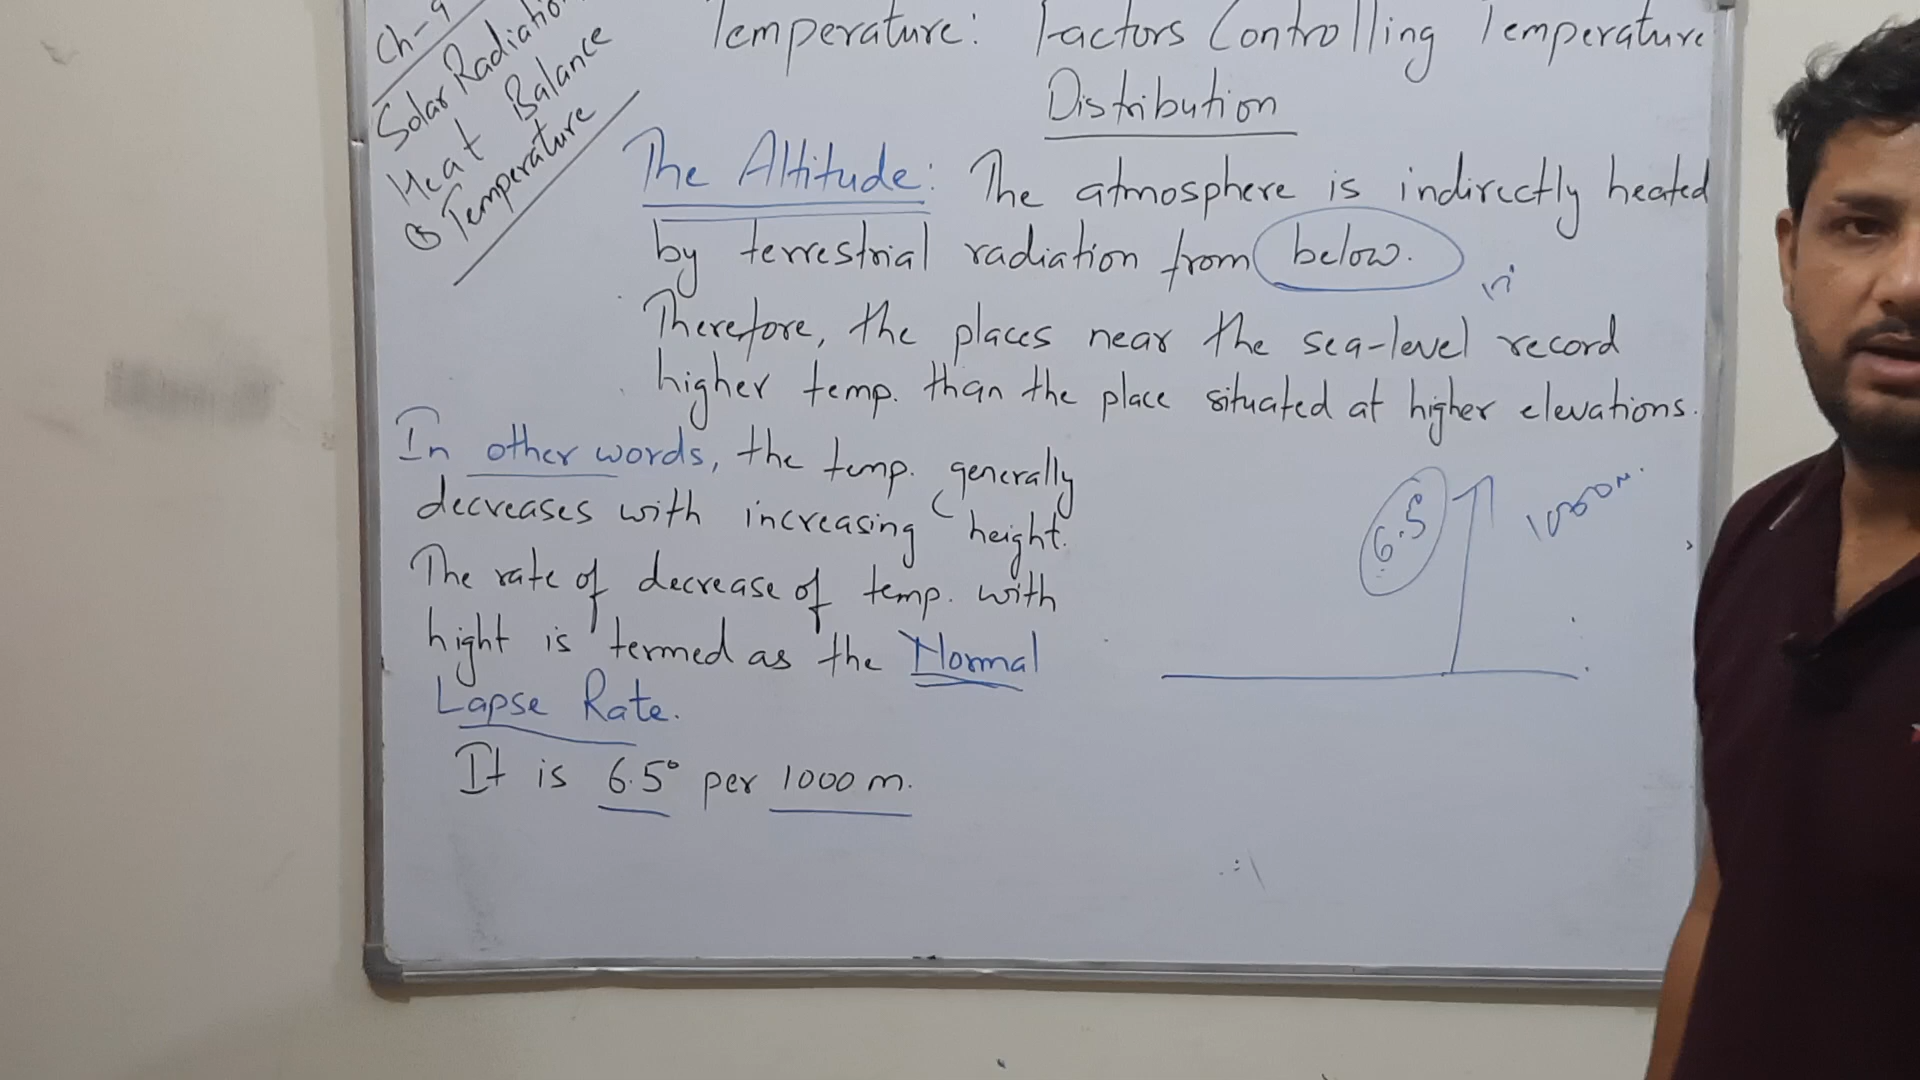 Ch-9
Solar Radiation
Heat Balance
& Temperature
Temperature: Factors Controlling Temperature
Distribution
The Altitude: The atmosphere is indirectly heated
by terrestrial radiation from below.
Therefore, the places near the sea-level record
higher temp. than the place situated at higher elevations.
In other words, the temp. generally
decreases with increasing height.
The rate of decrease of temp. with
hight is termed as the Normal
Lapse Rate.
It is 6.5° per 1000 m.
6.5
1000m.